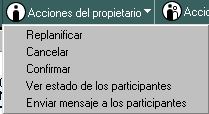 Acciones del propietario
Replanificar
Cancelar
Confirmar
Ver estado de los participantes
Enviar mensaje a los participantes